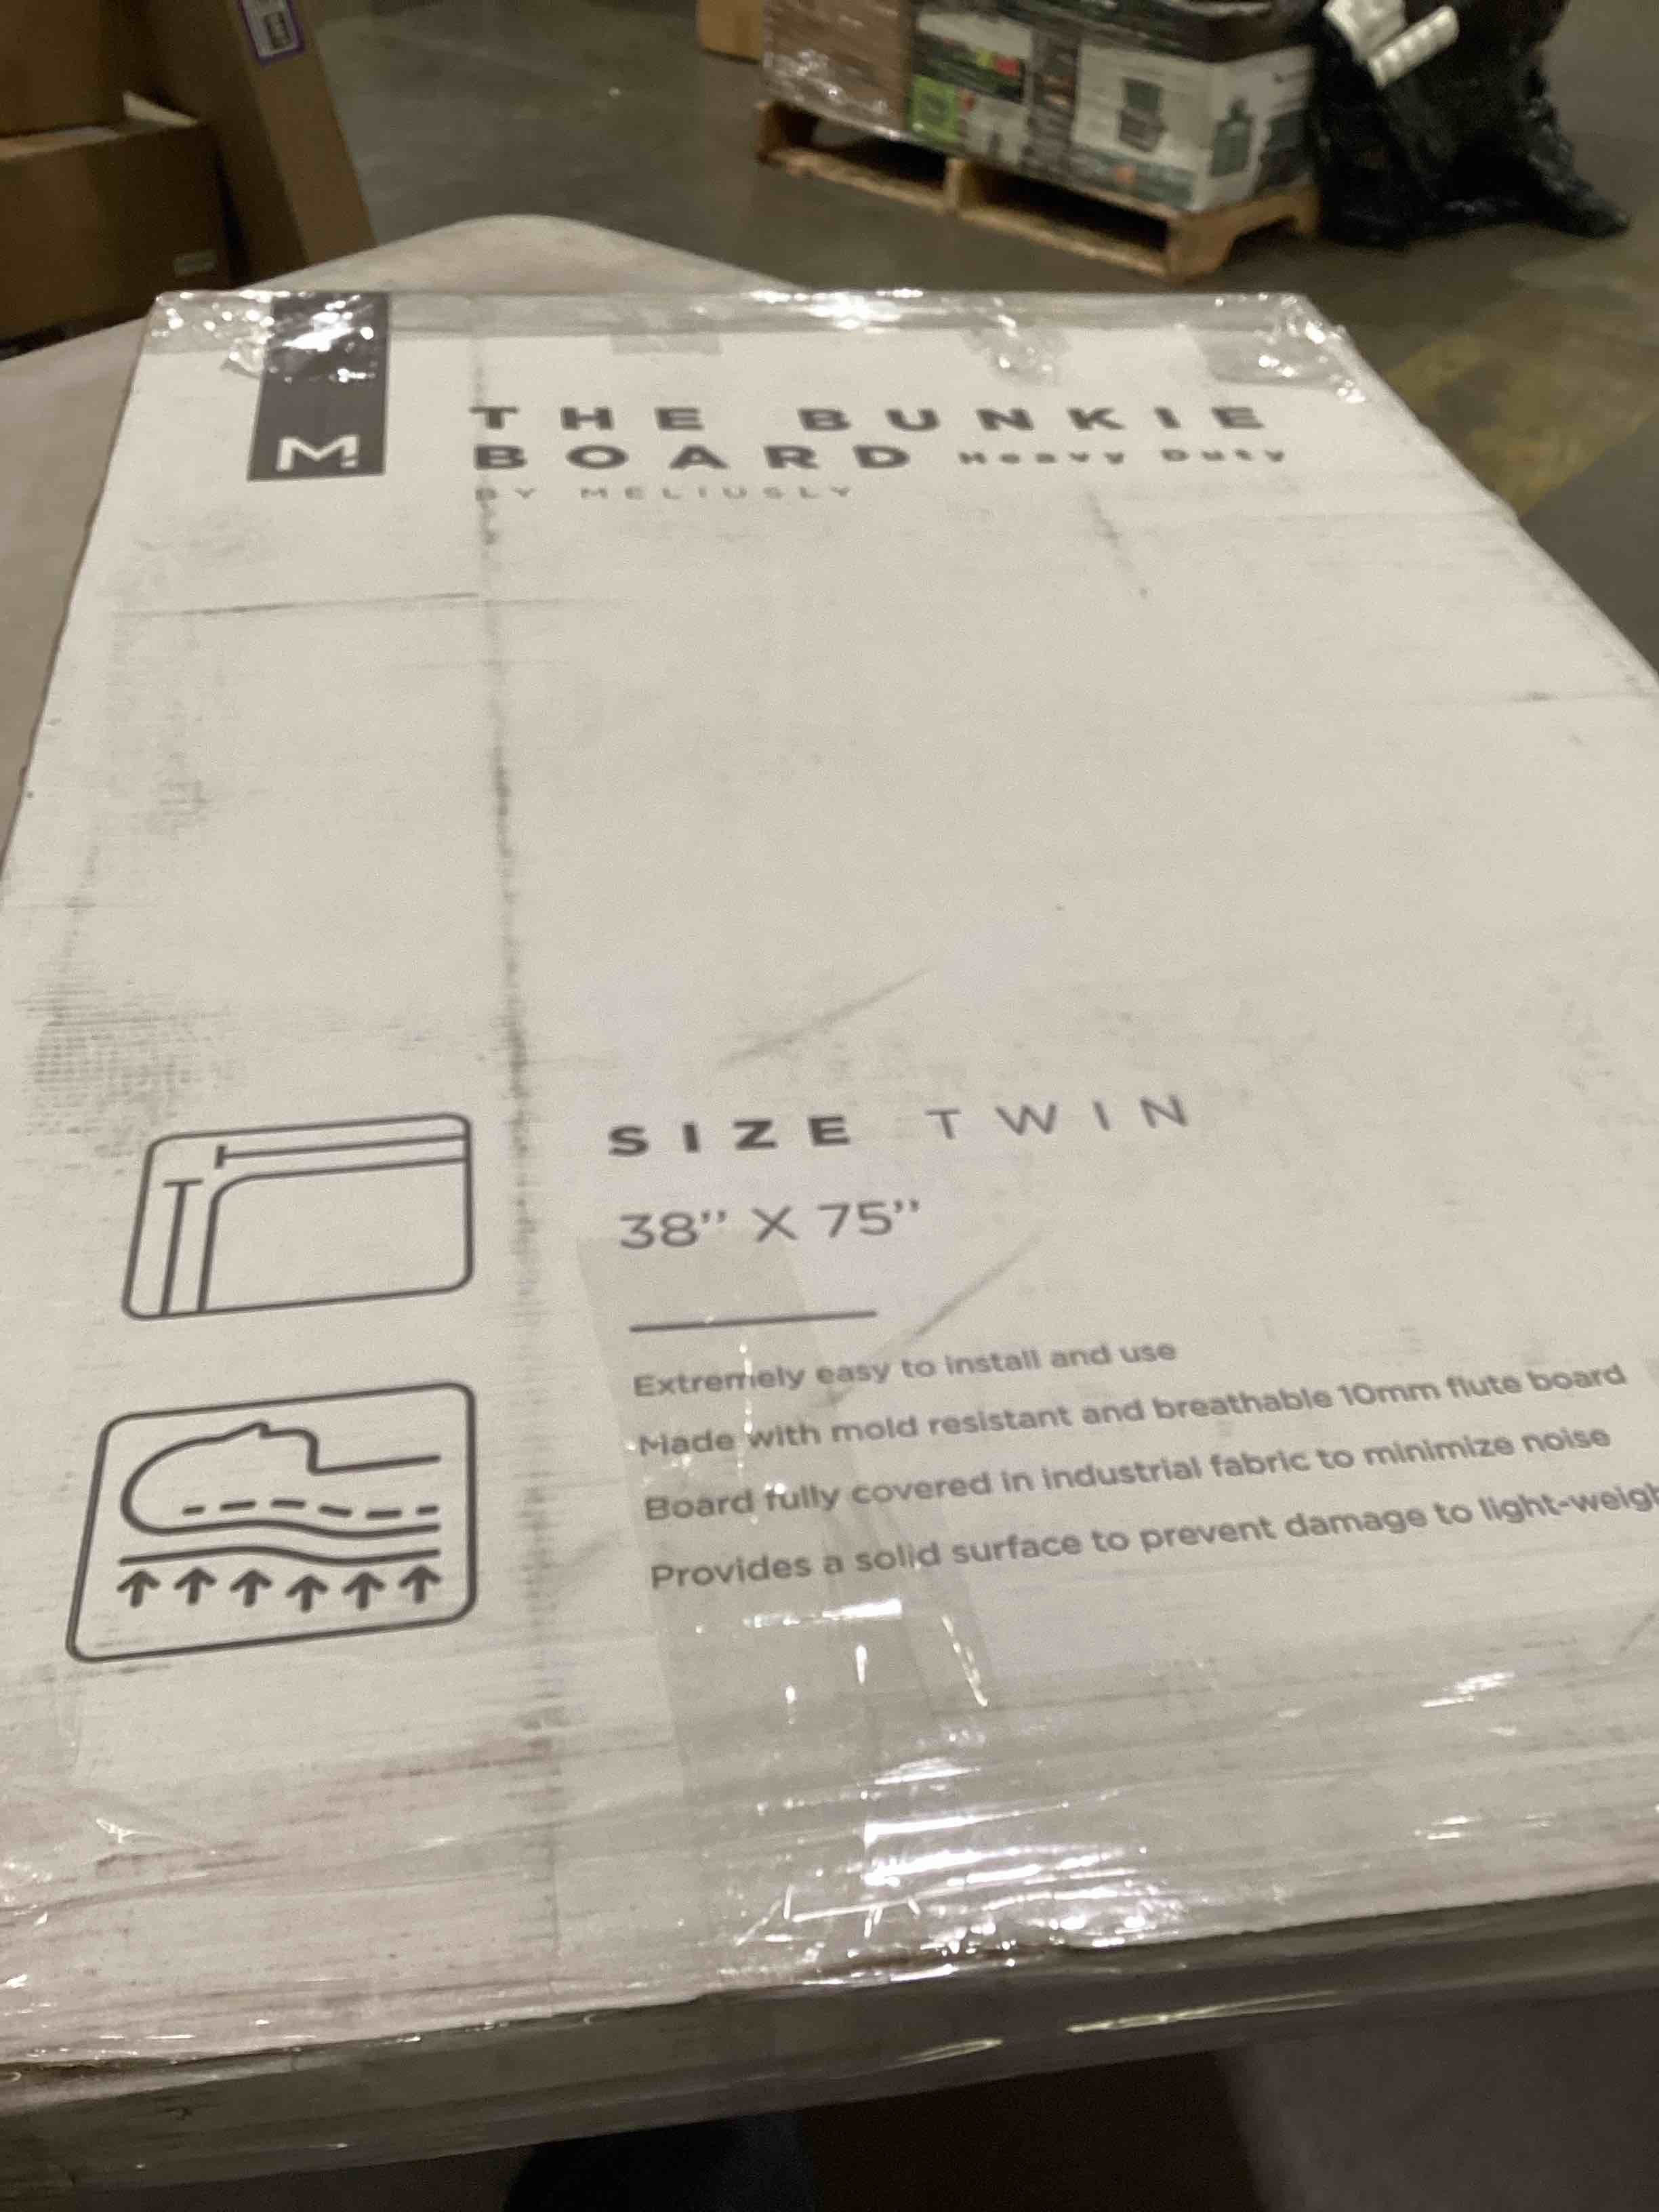 M.
THE BUNKIE
BOARD Heavy Duty
BY MELIUSLY
SIZE TWIN
38" X 75"
Extremely easy to install and use
Made with mold resistant and breathable 10mm flute board
Board fully covered in industrial fabric to minimize noise
Provides a solid surface to prevent damage to light-weigh